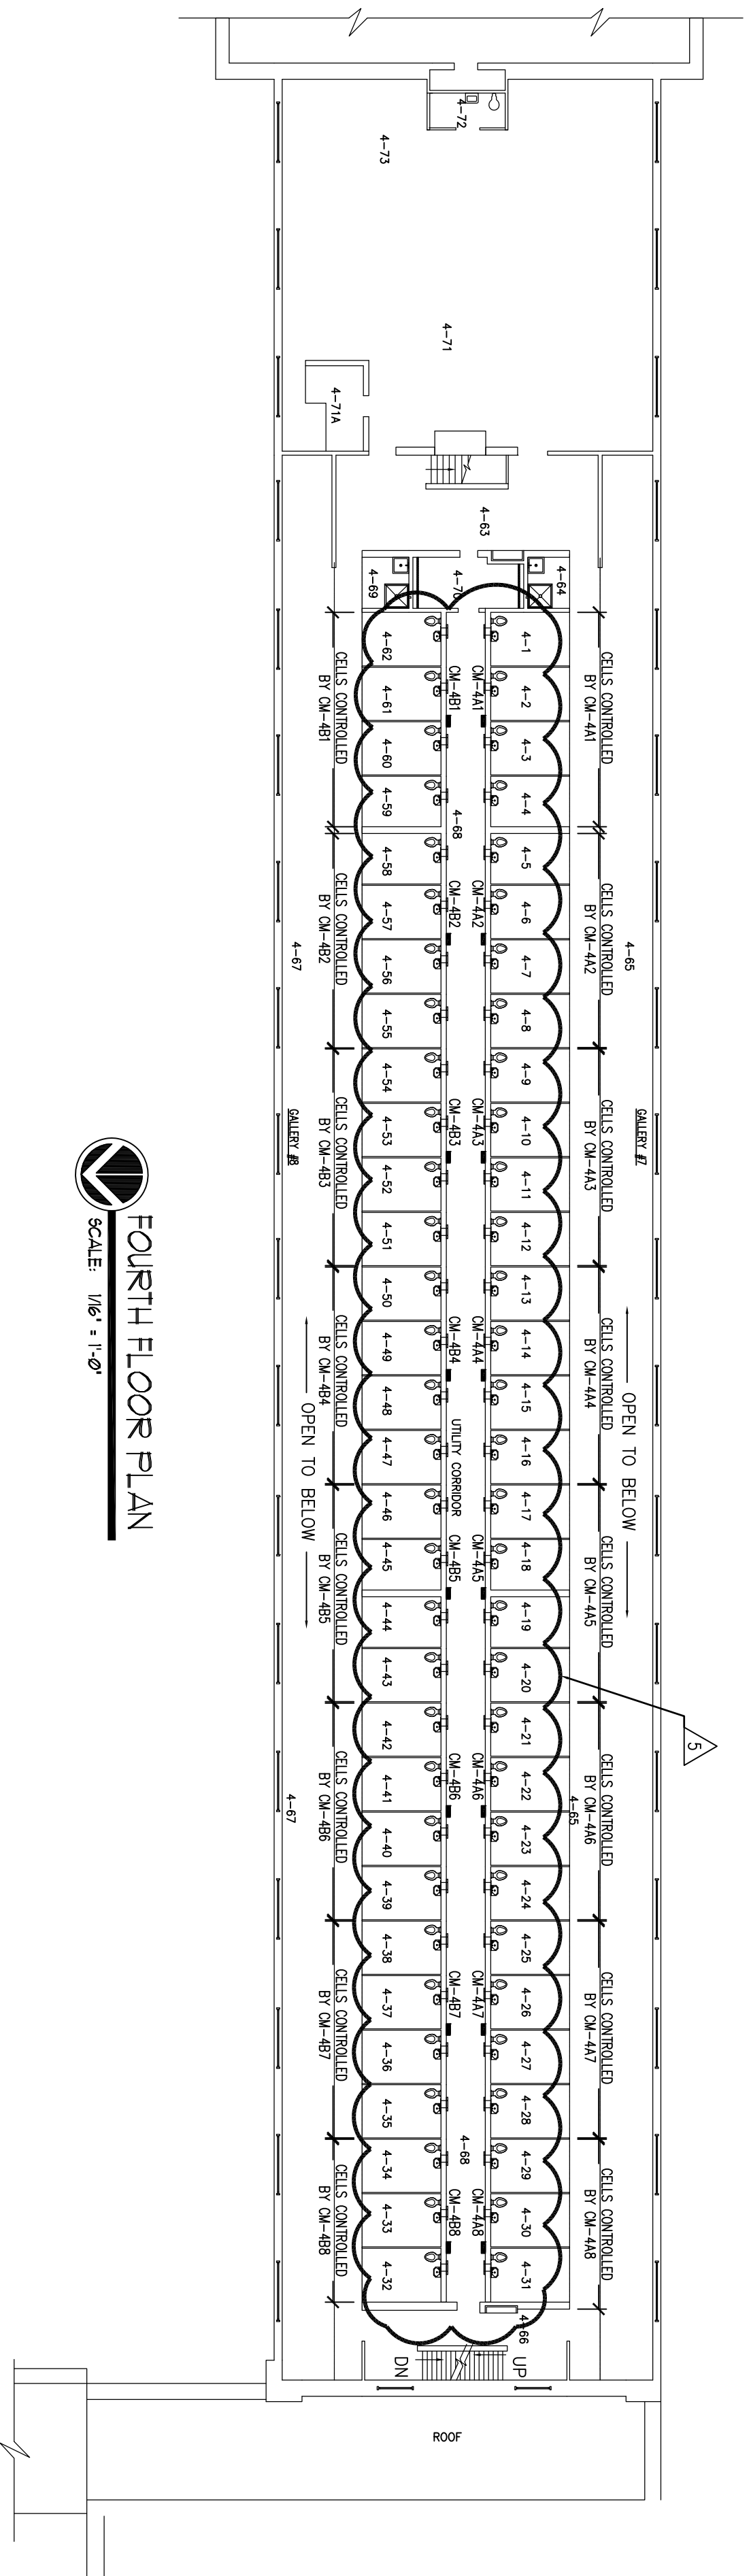 4-72
4-73
4-71
4-71A
4-63
4-64
4-69
4-70
CELLS CONTROLLED
BY CM-4A1
CELLS CONTROLLED
BY CM-4A2
CELLS CONTROLLED
BY CM-4A3
CELLS CONTROLLED
BY CM-4A4
CELLS CONTROLLED
BY CM-4A5
CELLS CONTROLLED
BY CM-4A6
CELLS CONTROLLED
BY CM-4A7
CELLS CONTROLLED
BY CM-4A8
4-65
GALLERY #7
OPEN TO BELOW
5
4-65
4-1
4-2
4-3
4-4
4-5
4-6
4-7
4-8
4-9
4-10
4-11
4-12
4-13
4-14
4-15
4-16
4-17
4-18
4-19
4-20
4-21
4-22
4-23
4-24
4-25
4-26
4-27
4-28
4-29
4-30
4-31
4-66
CM-4A1
CM-4A2
CM-4A3
CM-4A4
CM-4A5
CM-4A6
CM-4A7
CM-4A8
4-68
UTILITY CORRIDOR
4-68
CM-4B1
CM-4B2
CM-4B3
CM-4B4
CM-4B5
CM-4B6
CM-4B7
CM-4B8
4-62
4-61
4-60
4-59
4-58
4-57
4-56
4-55
4-54
4-53
4-52
4-51
4-50
4-49
4-48
4-47
4-46
4-45
4-44
4-43
4-42
4-41
4-40
4-39
4-38
4-37
4-36
4-35
4-34
4-33
4-32
CELLS CONTROLLED
BY CM-4B1
CELLS CONTROLLED
BY CM-4B2
CELLS CONTROLLED
BY CM-4B3
CELLS CONTROLLED
BY CM-4B4
CELLS CONTROLLED
BY CM-4B5
CELLS CONTROLLED
BY CM-4B6
CELLS CONTROLLED
BY CM-4B7
CELLS CONTROLLED
BY CM-4B8
4-67
GALLERY #8
OPEN TO BELOW
4-67
UP
DN
ROOF
FOURTH FLOOR PLAN
SCALE: 1/16" = 1'-0"